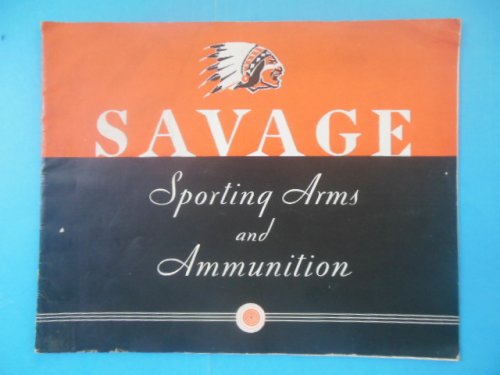 SAVAGE
Sporting Arms
and
Ammunition